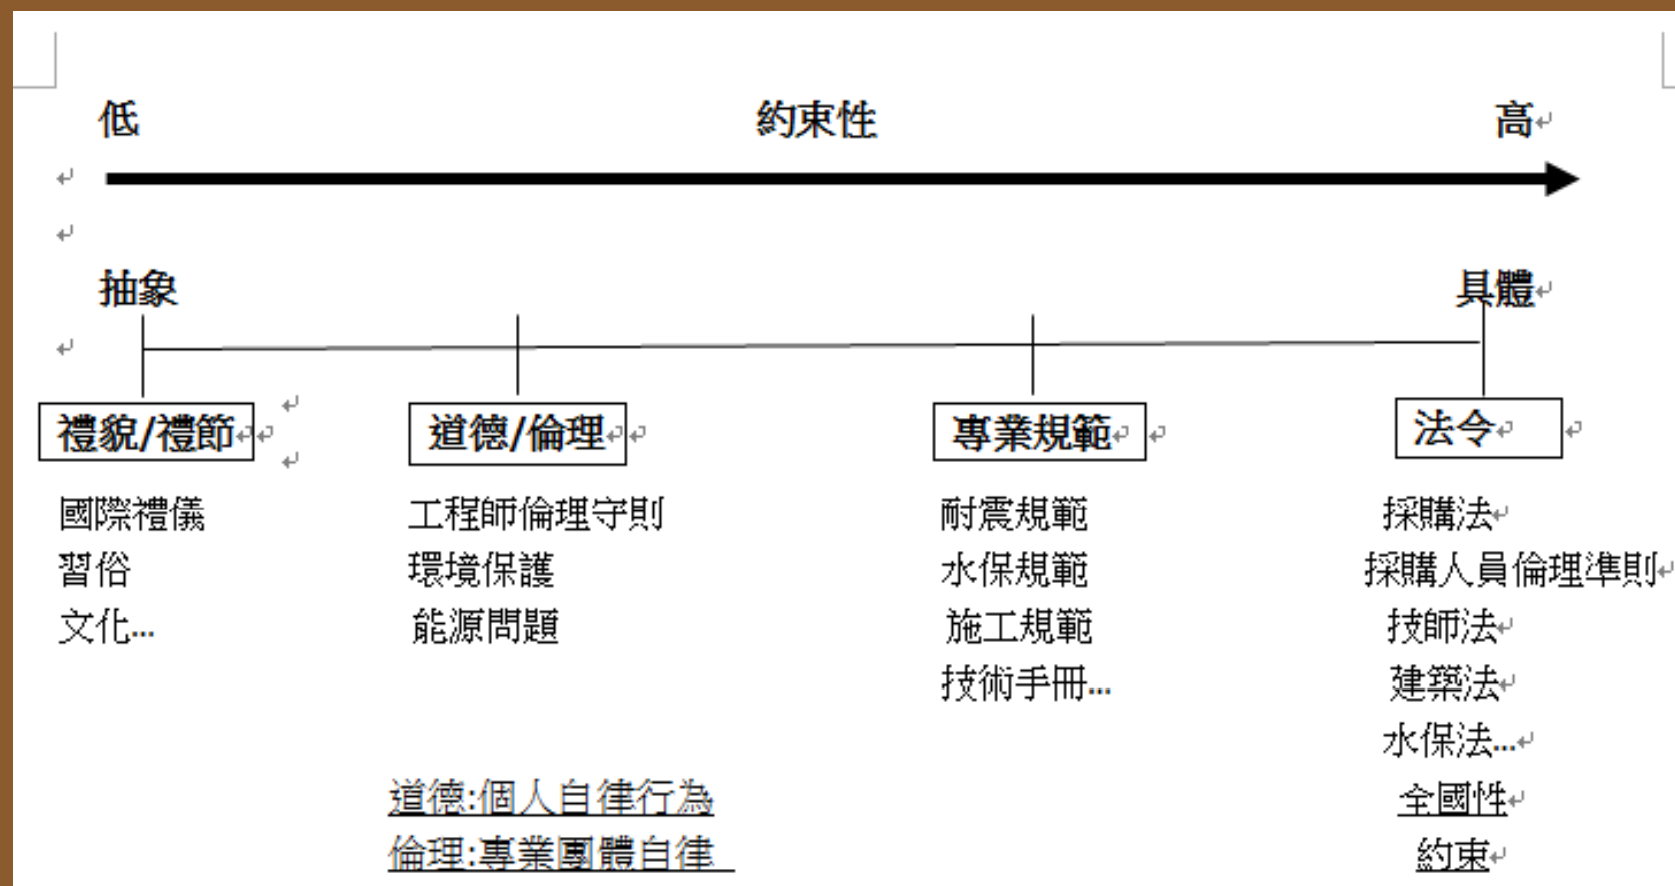 低 約束性 高
抽象 具體
禮貌/禮節 道德/倫理 專業規範 法令
國際禮儀 工程師倫理守則 耐震規範 採購法
習俗 環境保護 水保規範 採購人員倫理準則
文化... 能源問題 施工規範 技師法
技術手冊... 建築法
水保法...
道德:個人自律行為 全國性
倫理:專業團體自律 約束